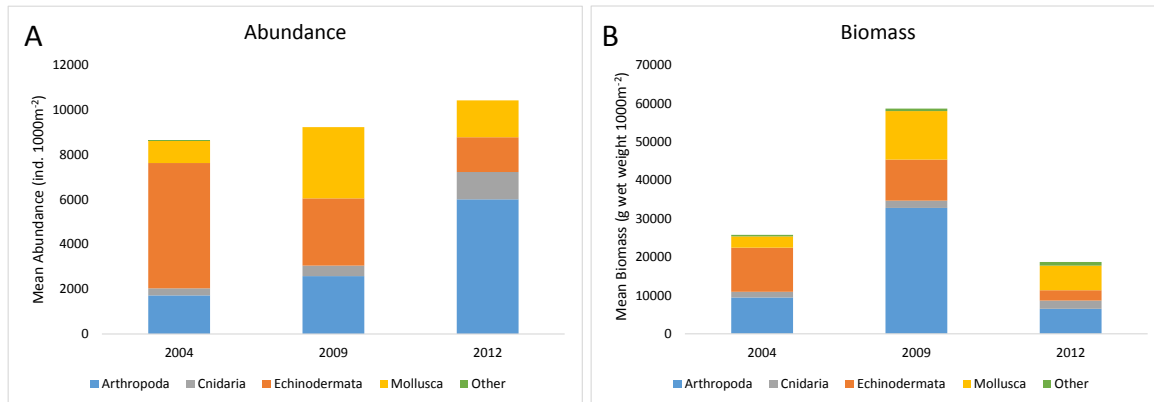 A
Abundance
Mean Abundance (ind. 1000m⁻²)
12000
10000
8000
6000
4000
2000
0
2004 2009 2012
Arthropoda Cnidaria Echinodermata Mollusca Other
B
Biomass
Mean Biomass (g wet weight 1000m⁻²)
70000
60000
50000
40000
30000
20000
10000
0
2004 2009 2012
Arthropoda Cnidaria Echinodermata Mollusca Other